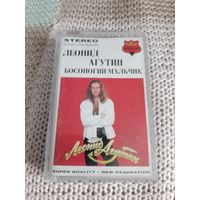 STEREO
ЛЕОНИД
АГУТИН
БОСОНОГИЙ МАЛЬЧИК
Леонид
Агутин
SUPER QUALITY - NEW GENERATION